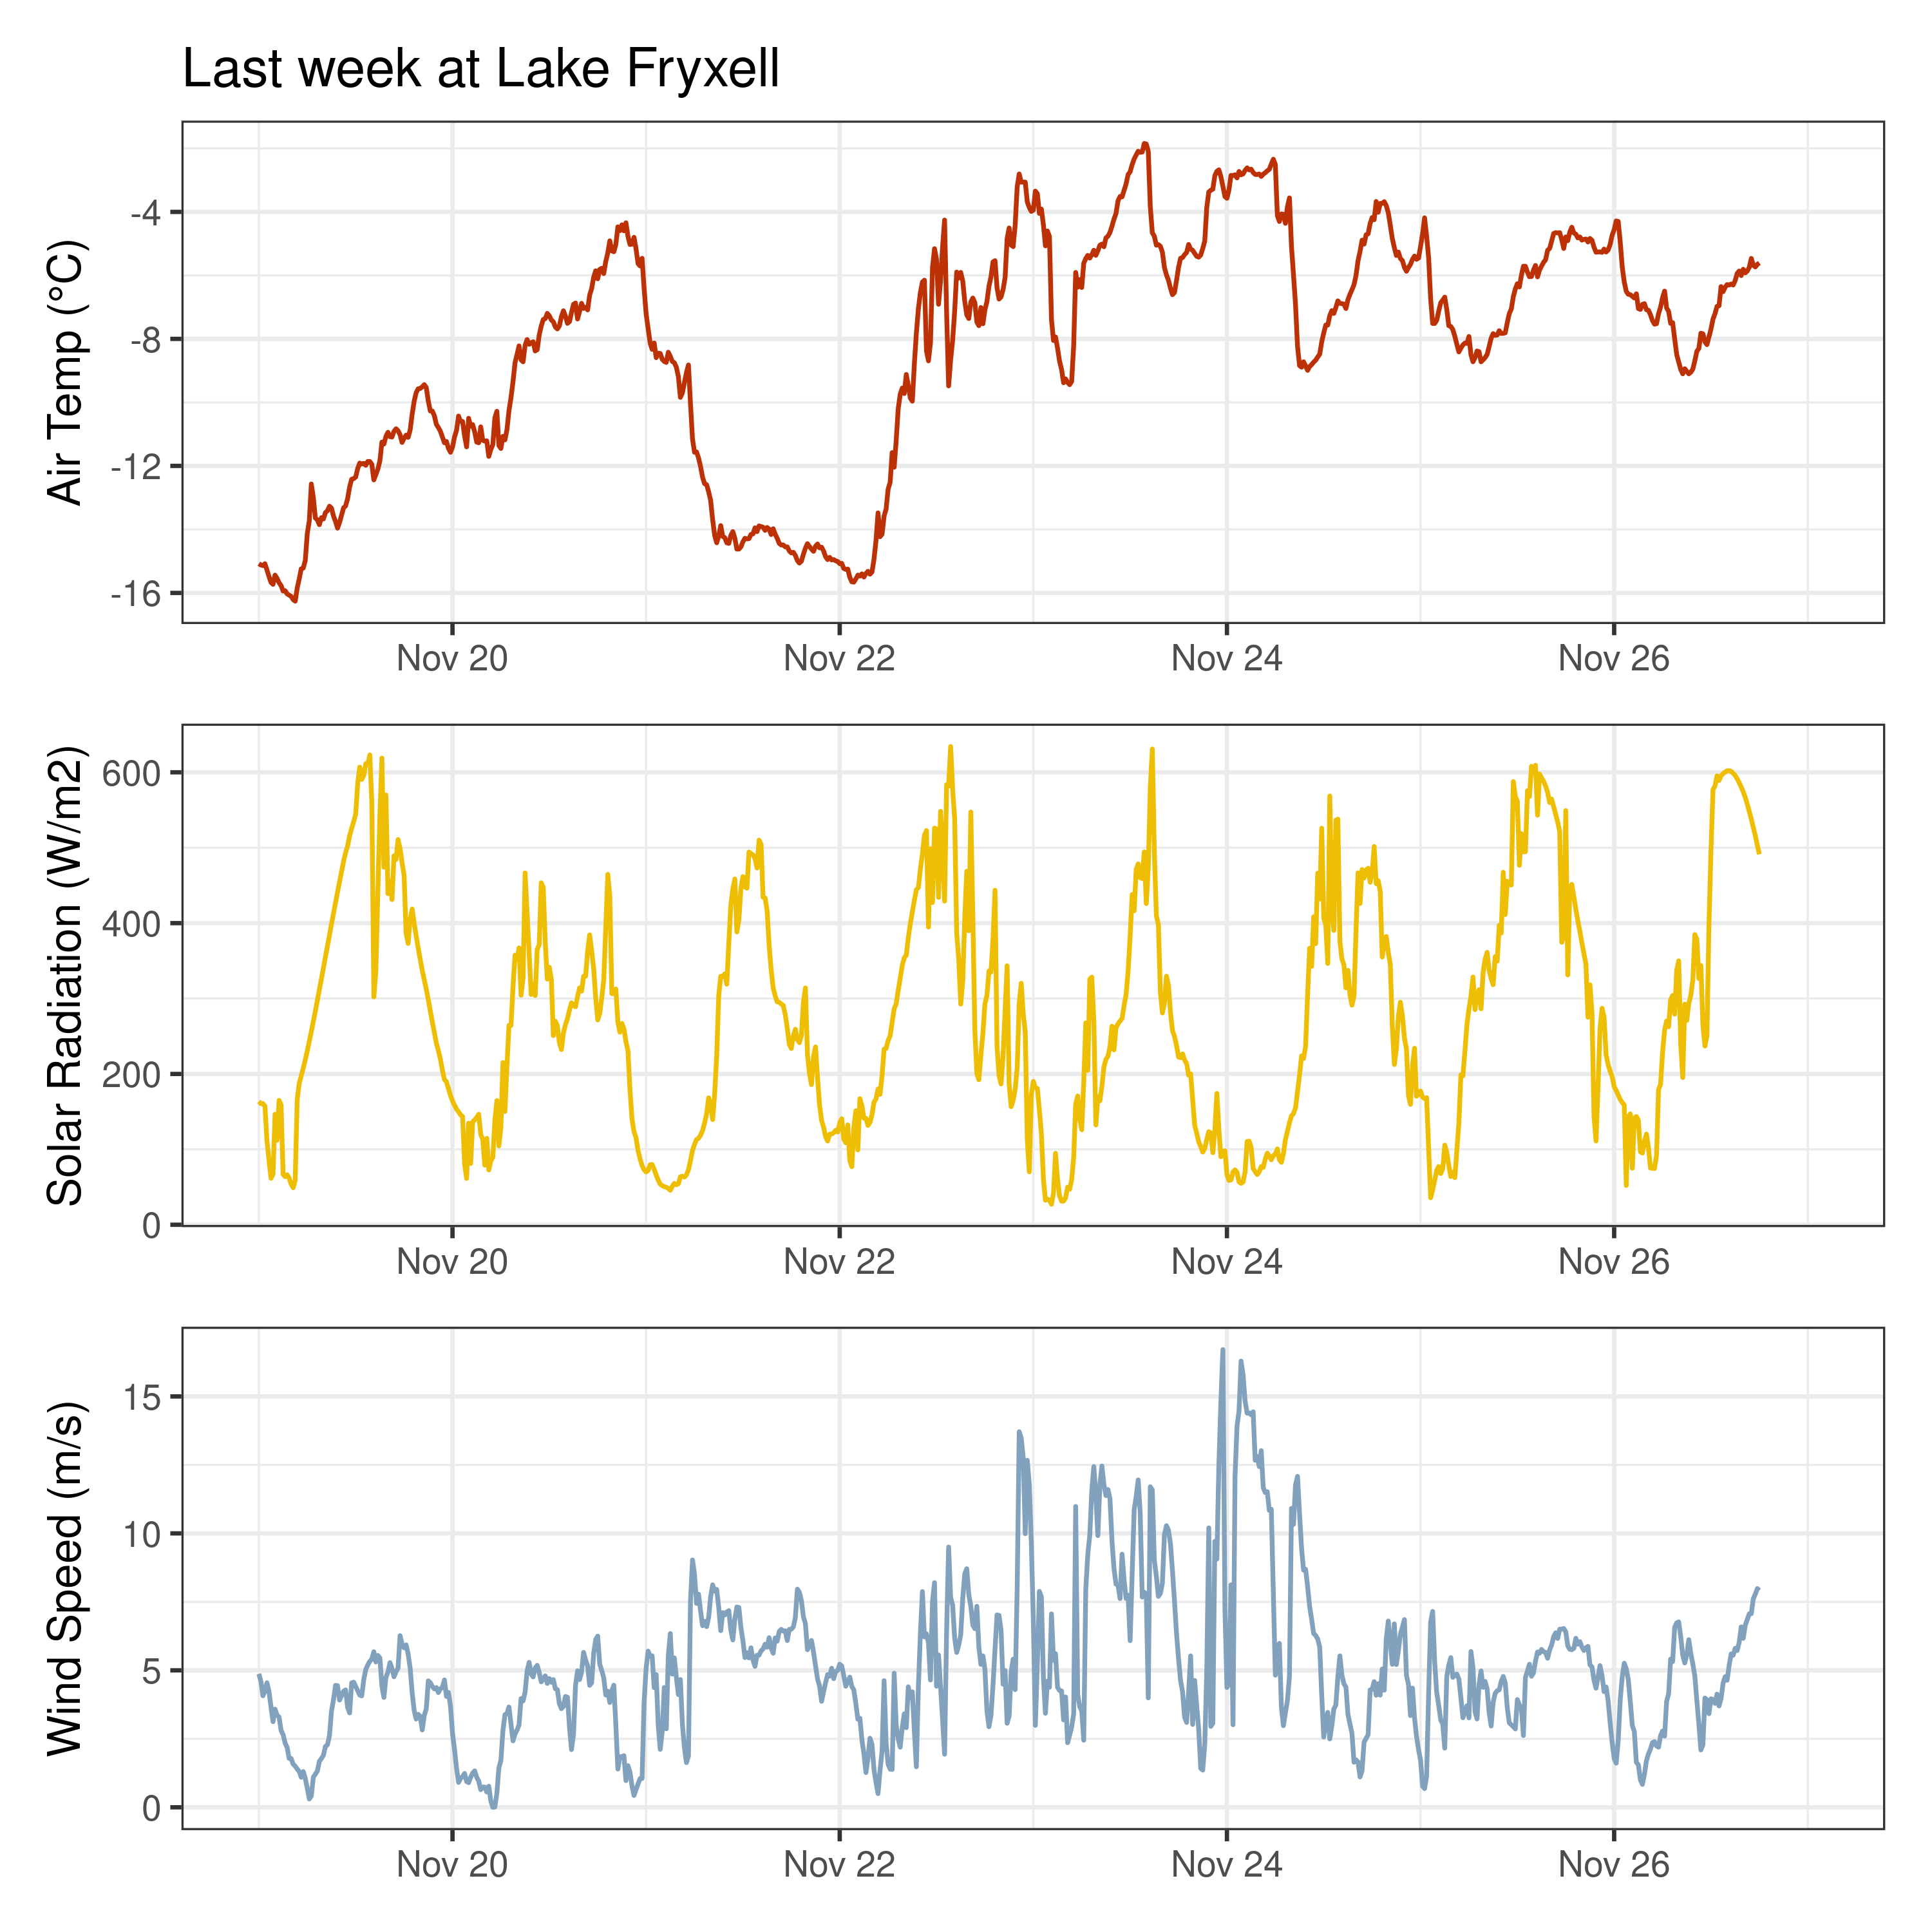 Last week at Lake Fryxell
Air Temp (°C)
-4
-8
-12
-16
Nov 20 Nov 22 Nov 24 Nov 26
Solar Radiation (W/m2)
600
400
200
0
Nov 20 Nov 22 Nov 24 Nov 26
Wind Speed (m/s)
15
10
5
0
Nov 20 Nov 22 Nov 24 Nov 26